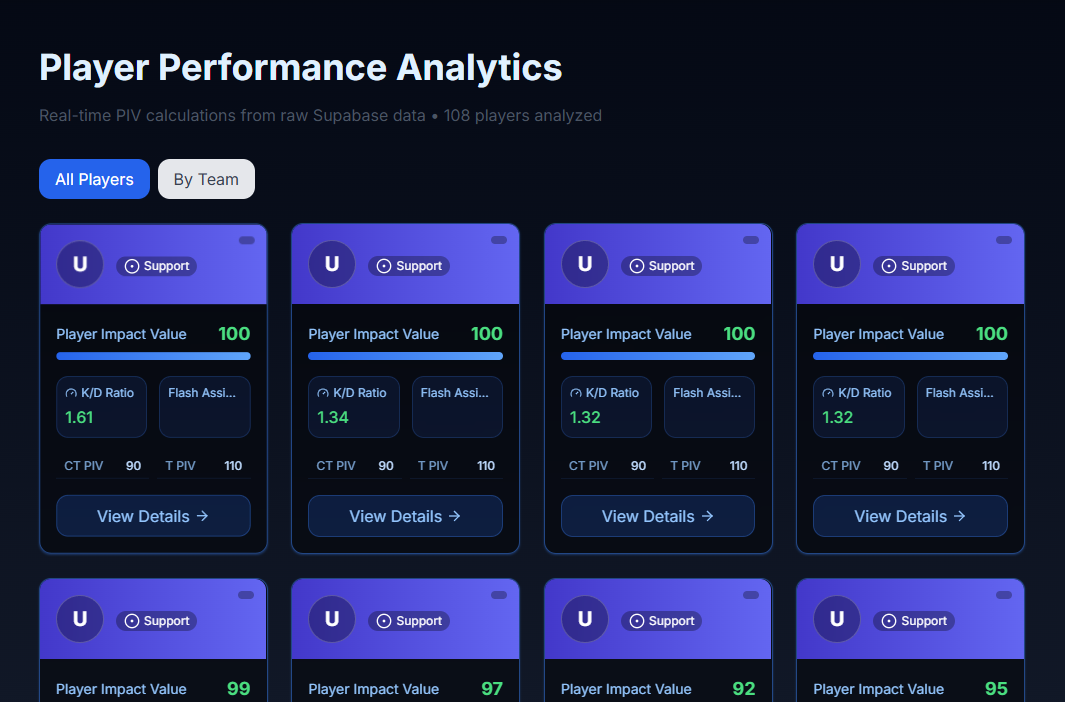 Player Performance Analytics
Real-time PIV calculations from raw Supabase data • 108 players analyzed
All Players By Team
U Support U Support U Support U Support
Player Impact Value 100 Player Impact Value 100 Player Impact Value 100 Player Impact Value 100
K/D Ratio Flash Assi... K/D Ratio Flash Assi... K/D Ratio Flash Assi... K/D Ratio Flash Assi...
1.61 1.34 1.32 1.32
CT PIV 90 T PIV 110 CT PIV 90 T PIV 110 CT PIV 90 T PIV 110 CT PIV 90 T PIV 110
View Details → View Details → View Details → View Details →
U Support U Support U Support U Support
Player Impact Value 99 Player Impact Value 97 Player Impact Value 92 Player Impact Value 95